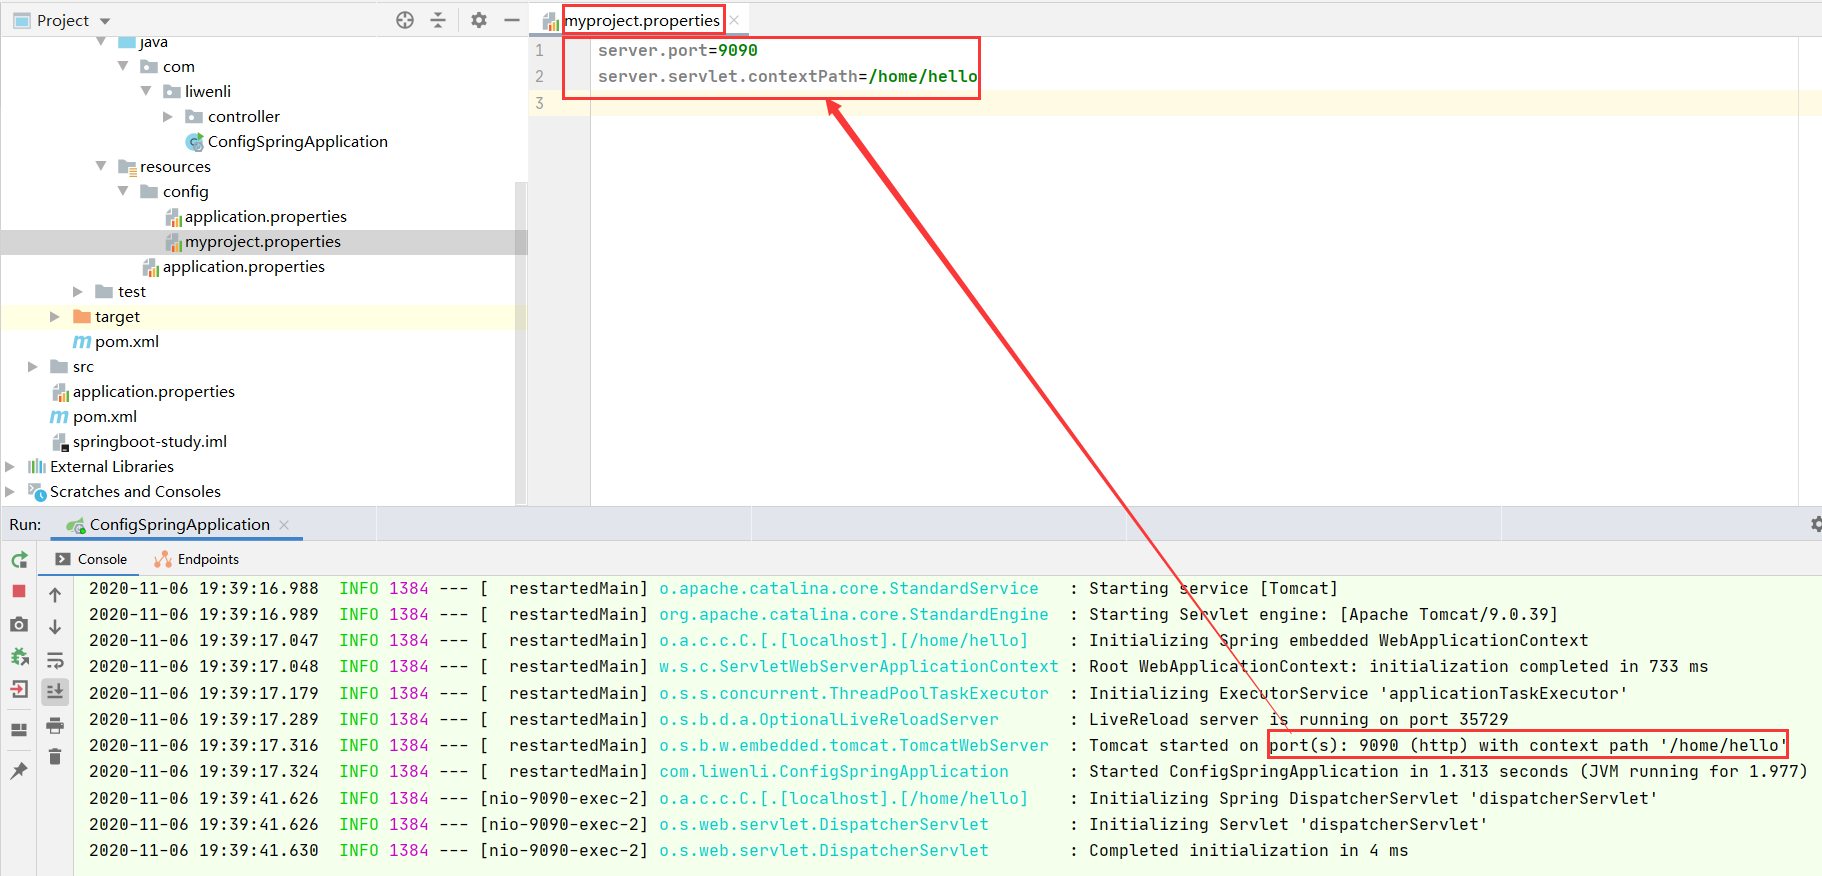 Project
java
com
liwenli
controller
ConfigSpringApplication
resources
config
application.properties
myproject.properties
application.properties
test
target
pom.xml
src
application.properties
pom.xml
springboot-study.iml
External Libraries
Scratches and Consoles
myproject.properties
1 server.port=9090
2 server.servlet.contextPath=/home/hello
3
Run: ConfigSpringApplication
Console Endpoints
2020-11-06 19:39:16.988 INFO 1384 --- [ restartedMain] o.apache.catalina.core.StandardService : Starting service [Tomcat]
2020-11-06 19:39:16.989 INFO 1384 --- [ restartedMain] org.apache.catalina.core.StandardEngine : Starting Servlet engine: [Apache Tomcat/9.0.39]
2020-11-06 19:39:17.047 INFO 1384 --- [ restartedMain] o.a.c.c.C.[.[localhost].[/home/hello] : Initializing Spring embedded WebApplicationContext
2020-11-06 19:39:17.048 INFO 1384 --- [ restartedMain] w.s.c.ServletWebServerApplicationContext : Root WebApplicationContext: initialization completed in 733 ms
2020-11-06 19:39:17.179 INFO 1384 --- [ restartedMain] o.s.s.concurrent.ThreadPoolTaskExecutor : Initializing ExecutorService 'applicationTaskExecutor'
2020-11-06 19:39:17.289 INFO 1384 --- [ restartedMain] o.s.b.d.a.OptionalLiveReloadServer : LiveReload server is running on port 35729
2020-11-06 19:39:17.316 INFO 1384 --- [ restartedMain] o.s.b.w.embedded.tomcat.TomcatWebServer : Tomcat started on port(s): 9090 (http) with context path '/home/hello'
2020-11-06 19:39:17.324 INFO 1384 --- [ restartedMain] com.liwenli.ConfigSpringApplication : Started ConfigSpringApplication in 1.313 seconds (JVM running for 1.977)
2020-11-06 19:39:41.626 INFO 1384 --- [nio-9090-exec-2] o.a.c.c.C.[.[localhost].[/home/hello] : Initializing Spring DispatcherServlet 'dispatcherServlet'
2020-11-06 19:39:41.626 INFO 1384 --- [nio-9090-exec-2] o.s.web.servlet.DispatcherServlet : Initializing Servlet 'dispatcherServlet'
2020-11-06 19:39:41.630 INFO 1384 --- [nio-9090-exec-2] o.s.web.servlet.DispatcherServlet : Completed initialization in 4 ms